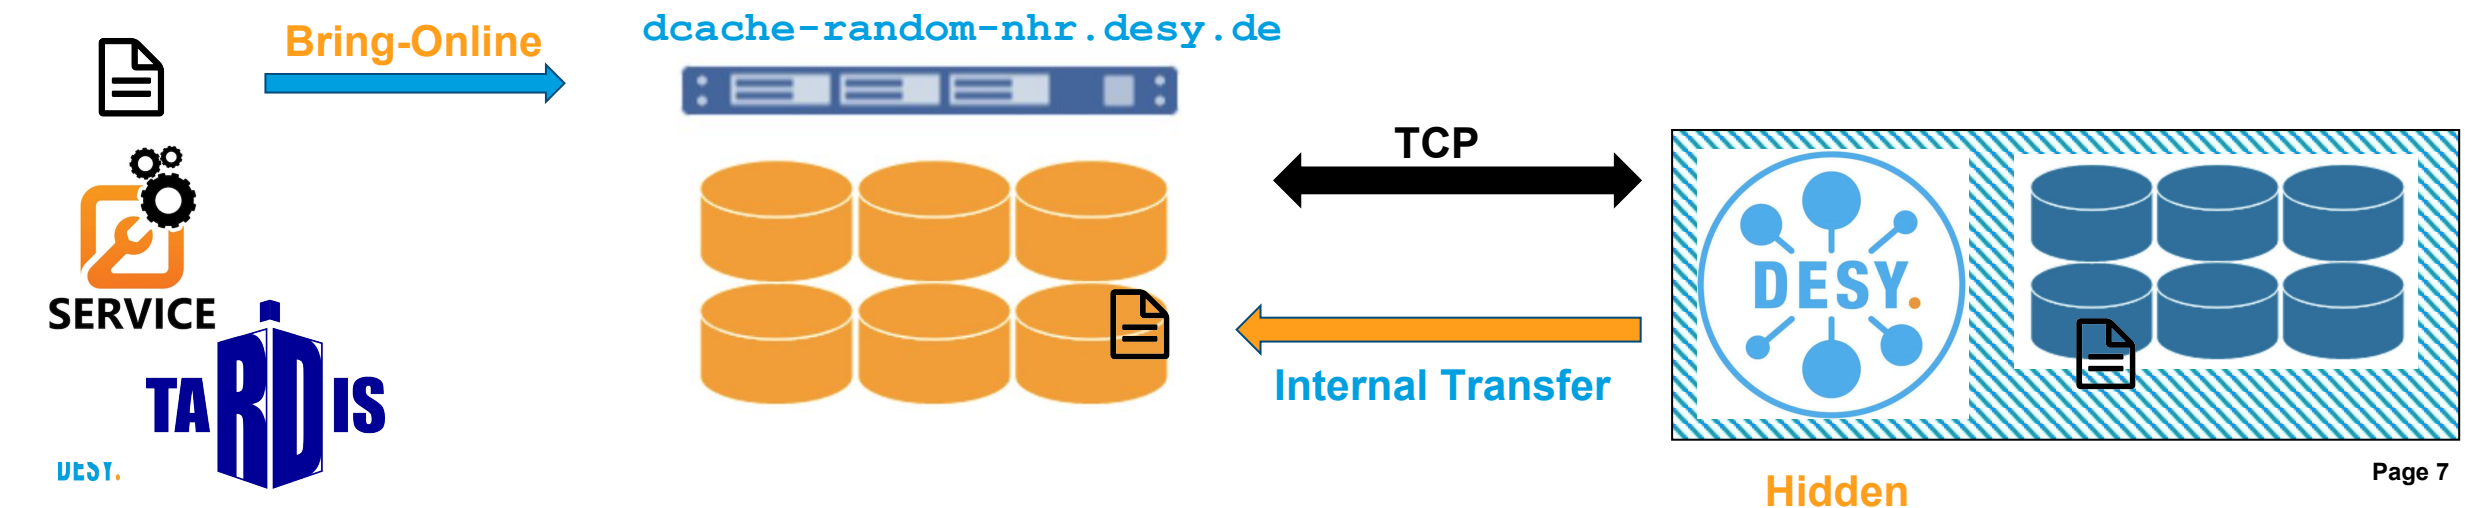 dcache-random-nhr.desy.de
Bring-Online
TCP
DESY.
SERVICE
Internal Transfer
TARDIS
DESY.
Page 7
Hidden